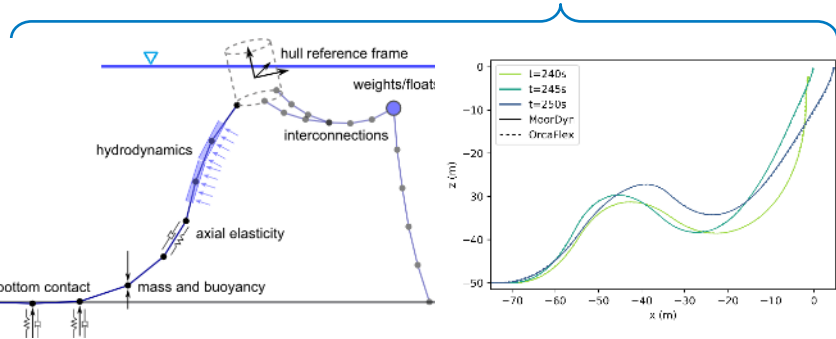 hull reference frame
weights/floats
interconnections
hydrodynamics
axial elasticity
bottom contact
mass and buoyancy
t=240s
t=245s
t=250s
MoorDyn
OrcaFlex
z (m)
0
−10
−20
−30
−40
−50
−70
−60
−50
−40
−30
−20
−10
0
x (m)